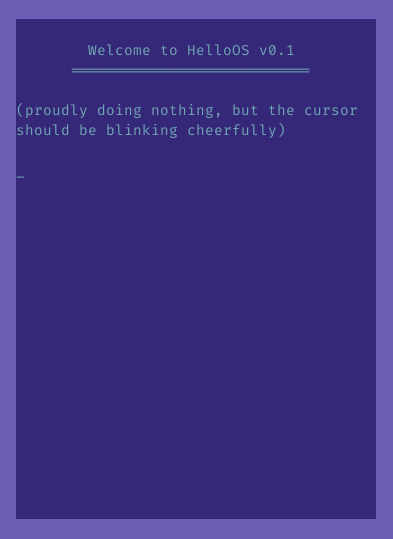 Welcome to HelloOS v0.1
══════════════════════════
(proudly doing nothing, but the cursor
should be blinking cheerfully)
_